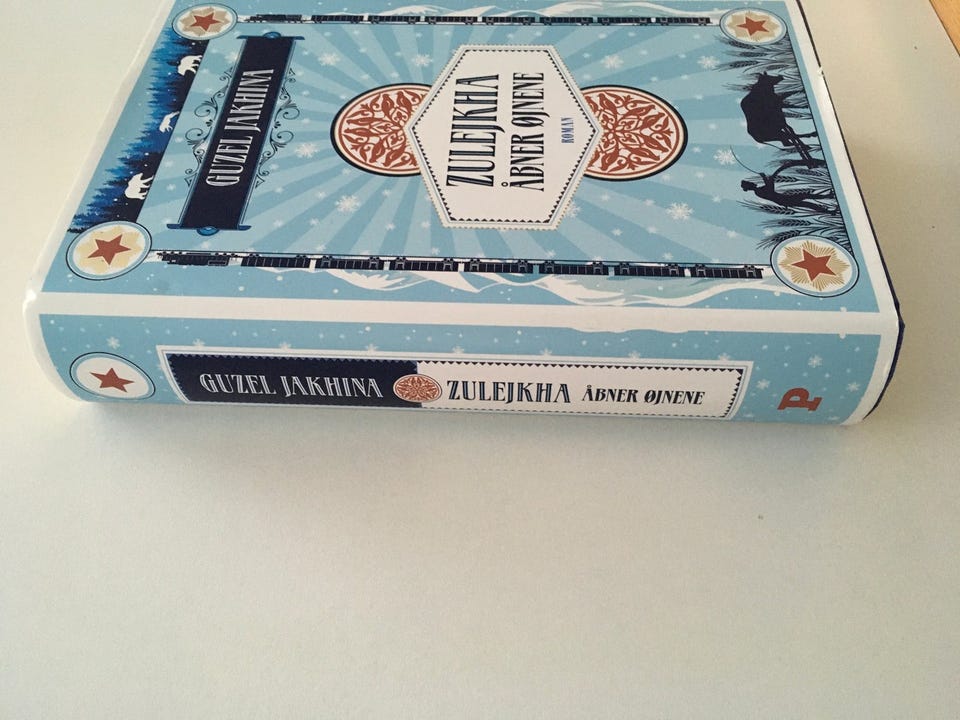 GUZEL JAKHINA
ZULEJKHA
ÅBNER ØJNENE
ROMAN
GUZEL JAKHINA ZULEJKHA ÅBNER ØJNENE P